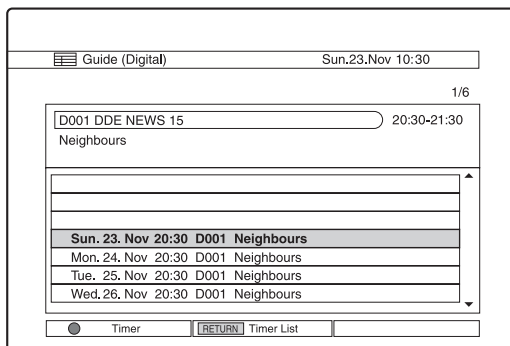 Guide (Digital) Sun.23.Nov 10:30
1/6
D001 DDE NEWS 15 20:30-21:30
Neighbours
Sun. 23. Nov 20:30 D001 Neighbours
Mon. 24. Nov 20:30 D001 Neighbours
Tue. 25. Nov 20:30 D001 Neighbours
Wed. 26. Nov 20:30 D001 Neighbours
Timer RETURN Timer List